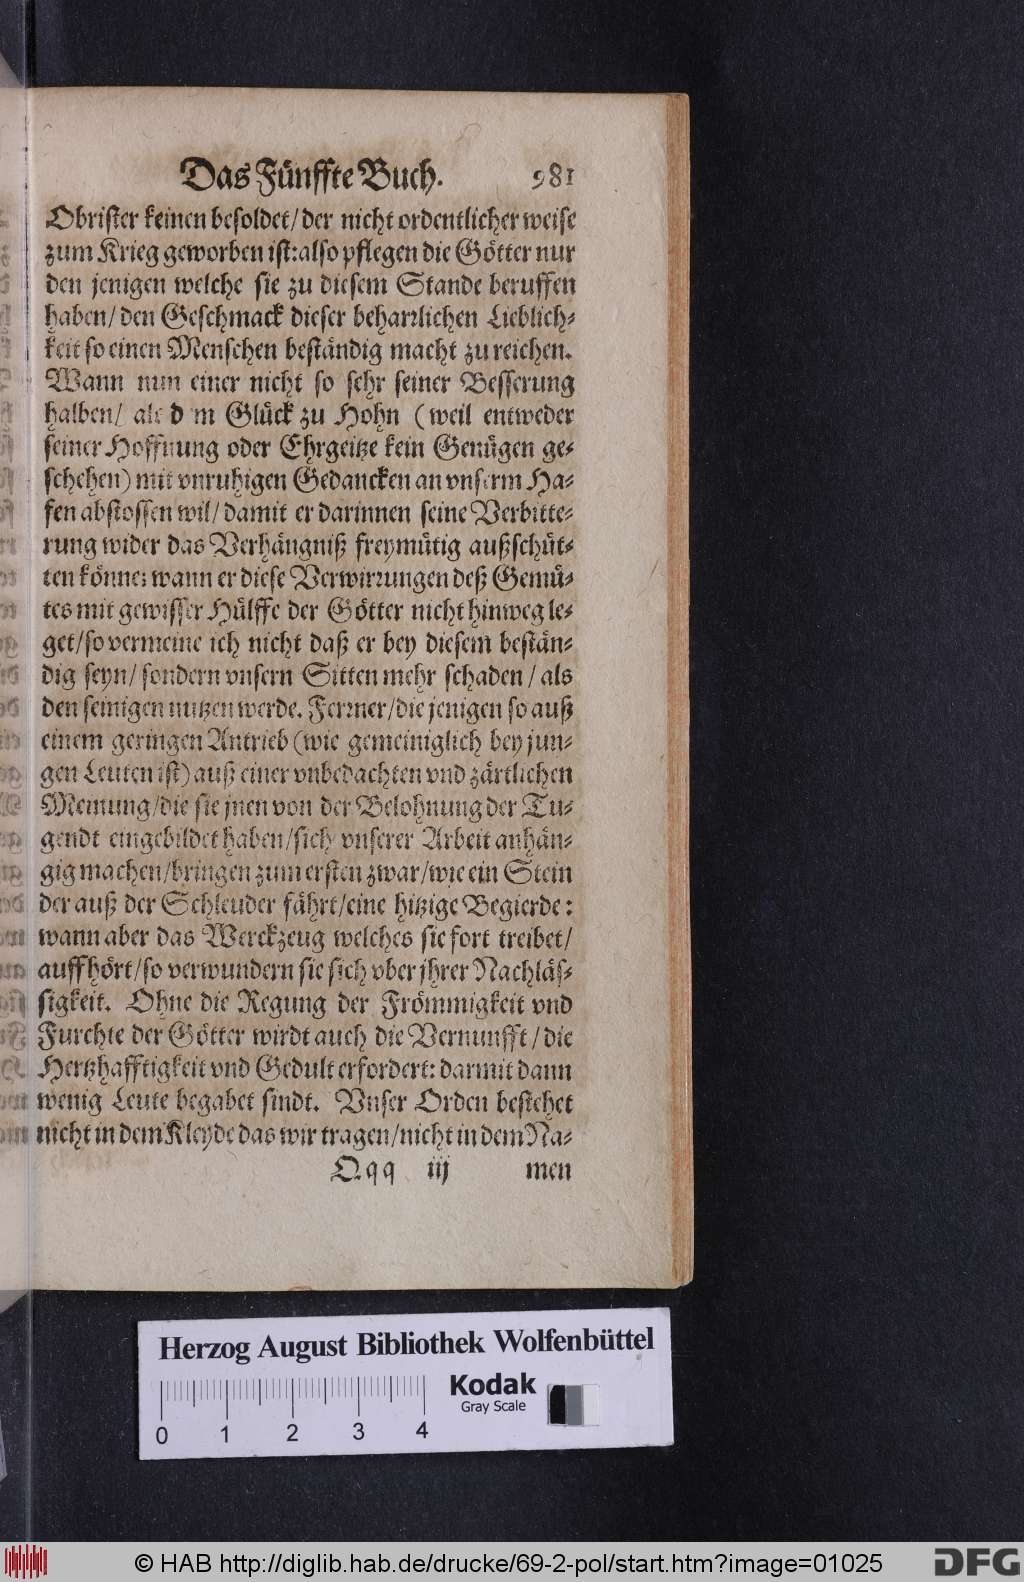 Das Fünffte Buch. 981
Obrister keinen besoldet/ der nicht ordentlicher weise
zum Krieg geworben ist: also pflegen die Götter nur
den jenigen welche sie zu diesem Stande beruffen
haben/ den Geschmack dieser beharrlichen Lieblich-
keit so einen Menschen beständig macht zu reichen.
Wann nun einer nicht so sehr seiner Besserung
halben/ als d m Glück zu Hohn (weil entweder
seiner Hoffnung oder Ehrgeitze kein Genügen ge-
schehen) mit vnruhigen Gedancken an vnserm Ha-
fen abstossen wil/ damit er darinnen seine Verbitte-
rung wider das Verhängniß freymütig außschüt-
ten könne: wann er diese Verwirrungen deß Gemü-
tes mit gewisser Hülffe der Götter nicht hinweg le-
get/ so vermeine ich nicht daß er bey diesem bestän-
dig seyn/ sondern vnsern Sitten mehr schaden/ als
den seinigen nutzen werde. Ferrner/ die jenigen so auß
einem geringen Antrieb (wie gemeiniglich bey jun-
gen Leuten ist) auß einer vnbedachten vnd zärtlichen
Meinung/ die sie jnen von der Belohnung der Tu-
gendt eingebildet haben/ sich vnserer Arbeit anhän-
gig machen/ bringen zum ersten zwar/ wie ein Stein
der auß der Schleuder fährt/ eine hitzige Begierde:
wann aber das Werckzeug welches sie fort treibet/
auffhört/ so verwundern sie sich vber jhrer Nachläs-
sigkeit. Ohne die Regung der Frömmigkeit vnd
Furchte der Götter wirdt auch die Vernunfft/ die
Hertzhafftigkeit vnd Gedult erfordert: darmit dann
wenig Leute begabet sindt. Vnser Orden bestehet
nicht in dem Kleyde das wir tragen/ nicht in dem Na-
Qqq iij men
Herzog August Bibliothek Wolfenbüttel
Kodak
Gray Scale
0 1 2 3 4
© HAB http://diglib.hab.de/drucke/69-2-pol/start.htm?image=01025 DFG